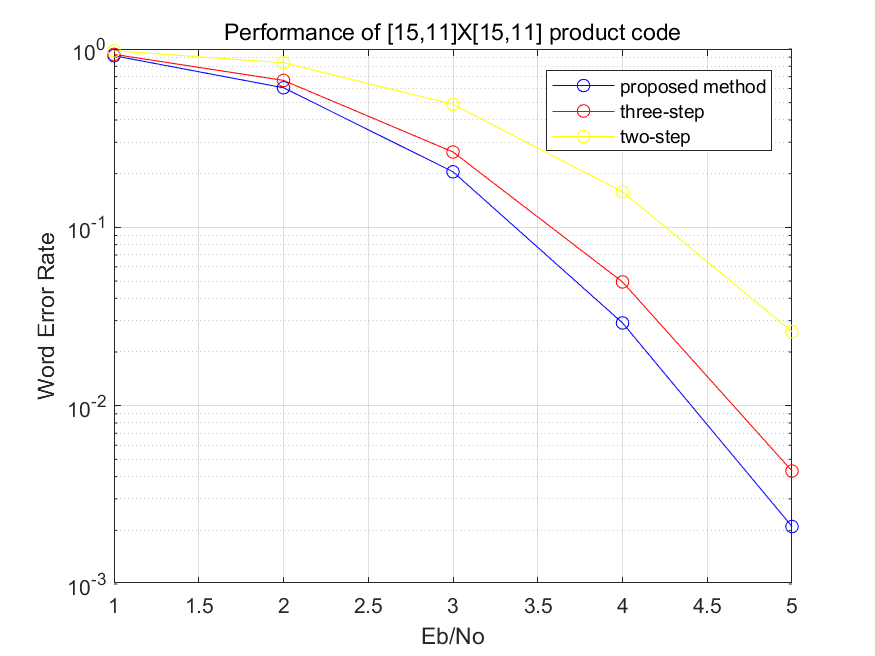 Performance of [15,11]X[15,11] product code
proposed method
three-step
two-step
Word Error Rate
10^0
10^-1
10^-2
10^-3
1 1.5 2 2.5 3 3.5 4 4.5 5
Eb/No